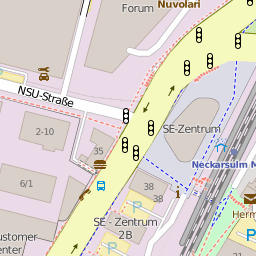 Nuvolari
Forum
NSU-Straße
2-10
35
SE-Zentrum
Neckarsulm M
6/1
38
38
1
SE - Zentrum
2B
P
P
Herm
ustomer
enter